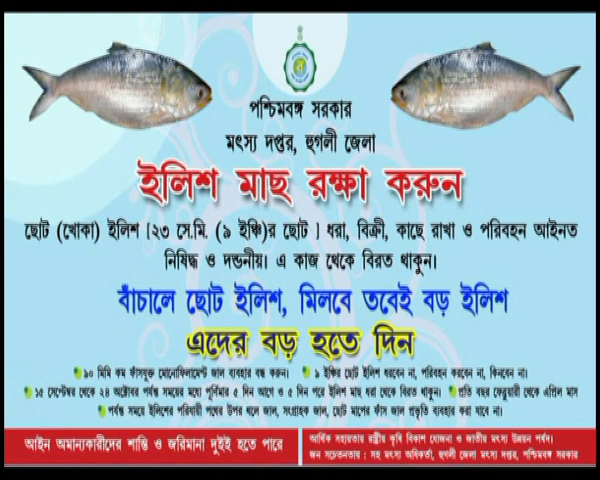 পশ্চিমবঙ্গ সরকার
মৎস্য দপ্তর, হুগলী জেলা
ইলিশ মাছ রক্ষা করুন
ছোট (খোকা) ইলিশ [২৩ সে.মি. (৯ ইঞ্চি)র ছোট ] ধরা, বিক্রী, কাছে রাখা ও পরিবহন আইনত
নিষিদ্ধ ও দন্ডনীয়। এ কাজ থেকে বিরত থাকুন।
বাঁচালে ছোট ইলিশ, মিলবে তবেই বড় ইলিশ
এদের বড় হতে দিন
৯০ মিমি কম ফাঁসযুক্ত মোনোফিলামেন্ট জাল ব্যবহার বন্ধ করুন। ৯ ইঞ্চির ছোট ইলিশ ধরবেন না, পরিবহন করবেন না, কিনবেন না।
১৫ সেপ্টেম্বর থেকে ২৪ অক্টোবর পর্যন্ত সময়ের মধ্যে পূর্ণিমার ৫ দিন আগে ও ৫ দিন পরে ইলিশ মাছ ধরা থেকে বিরত থাকুন। প্রতি বছর ফেব্রুয়ারী থেকে এপ্রিল মাস
পর্যন্ত সময়ে ইলিশের পরিযায়ী পথের উপর থলে জাল, সংগ্রাহক জাল, ছোট মাপের ফাঁস জাল প্রভৃতি ব্যবহার করা যাবে না।
আইন অমান্যকারীদের শাস্তি ও জরিমানা দুইই হতে পারে
আর্থিক সহায়তায় রাষ্ট্রীয় কৃষি বিকাশ যোজনা ও জাতীয় মৎস্য উন্নয়ন পর্ষদ।
জন সচেতনতায় : সহ মৎস্য অধিকর্তা, হুগলী জেলা মৎস্য দপ্তর, পশ্চিমবঙ্গ সরকার